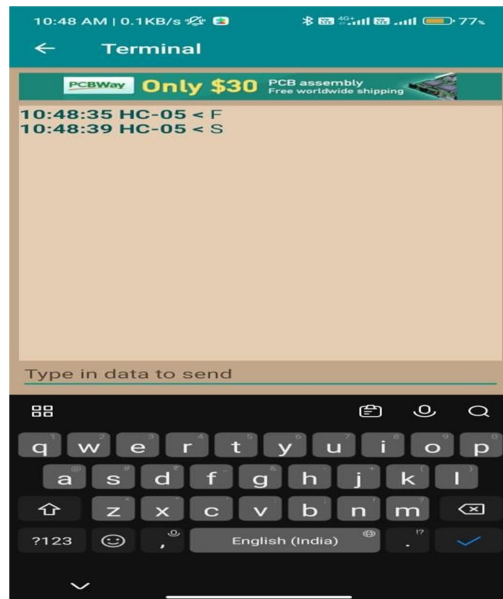 10:48 AM | 0.1KB/s
4G+
77%
Terminal
PCBWay Only $30 PCB assembly
Free worldwide shipping
10:48:35 HC-05 < F
10:48:39 HC-05 < S
Type in data to send
q w e r t y u i o p
a s d f g h j k l
z x c v b n m
?123 , English (India) . !?